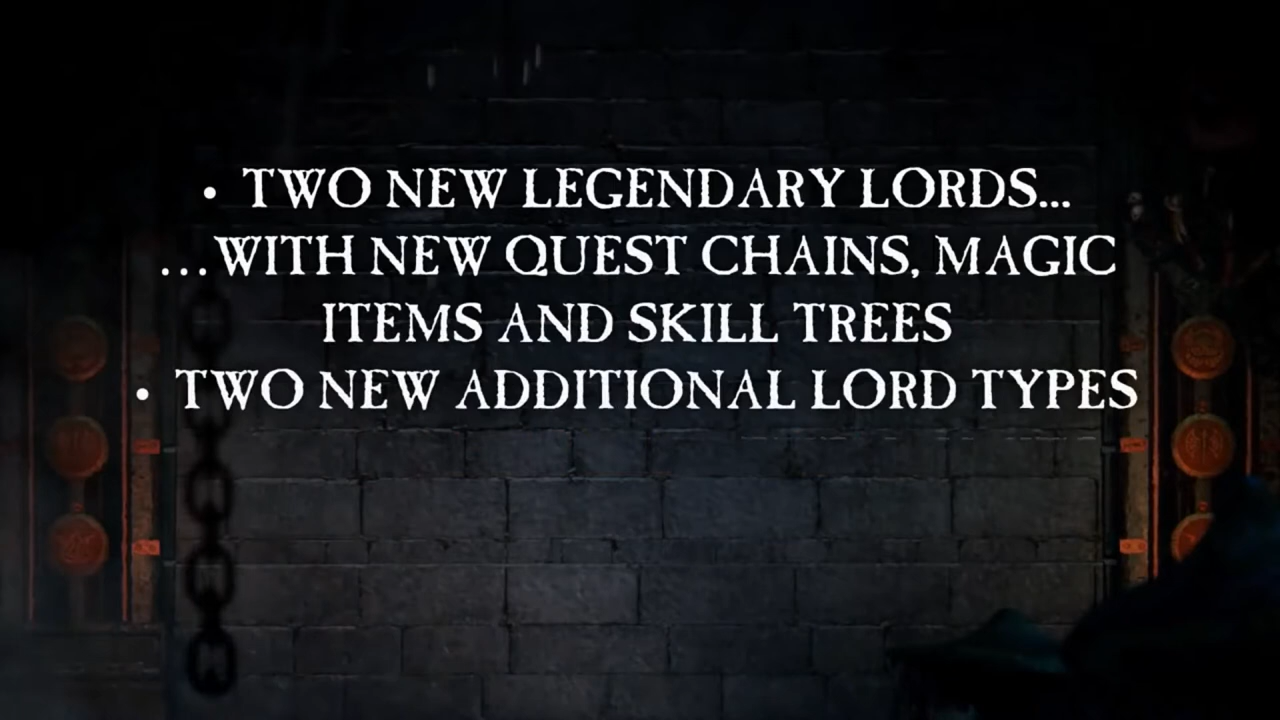 • TWO NEW LEGENDARY LORDS...
...WITH NEW QUEST CHAINS, MAGIC
ITEMS AND SKILL TREES
• TWO NEW ADDITIONAL LORD TYPES